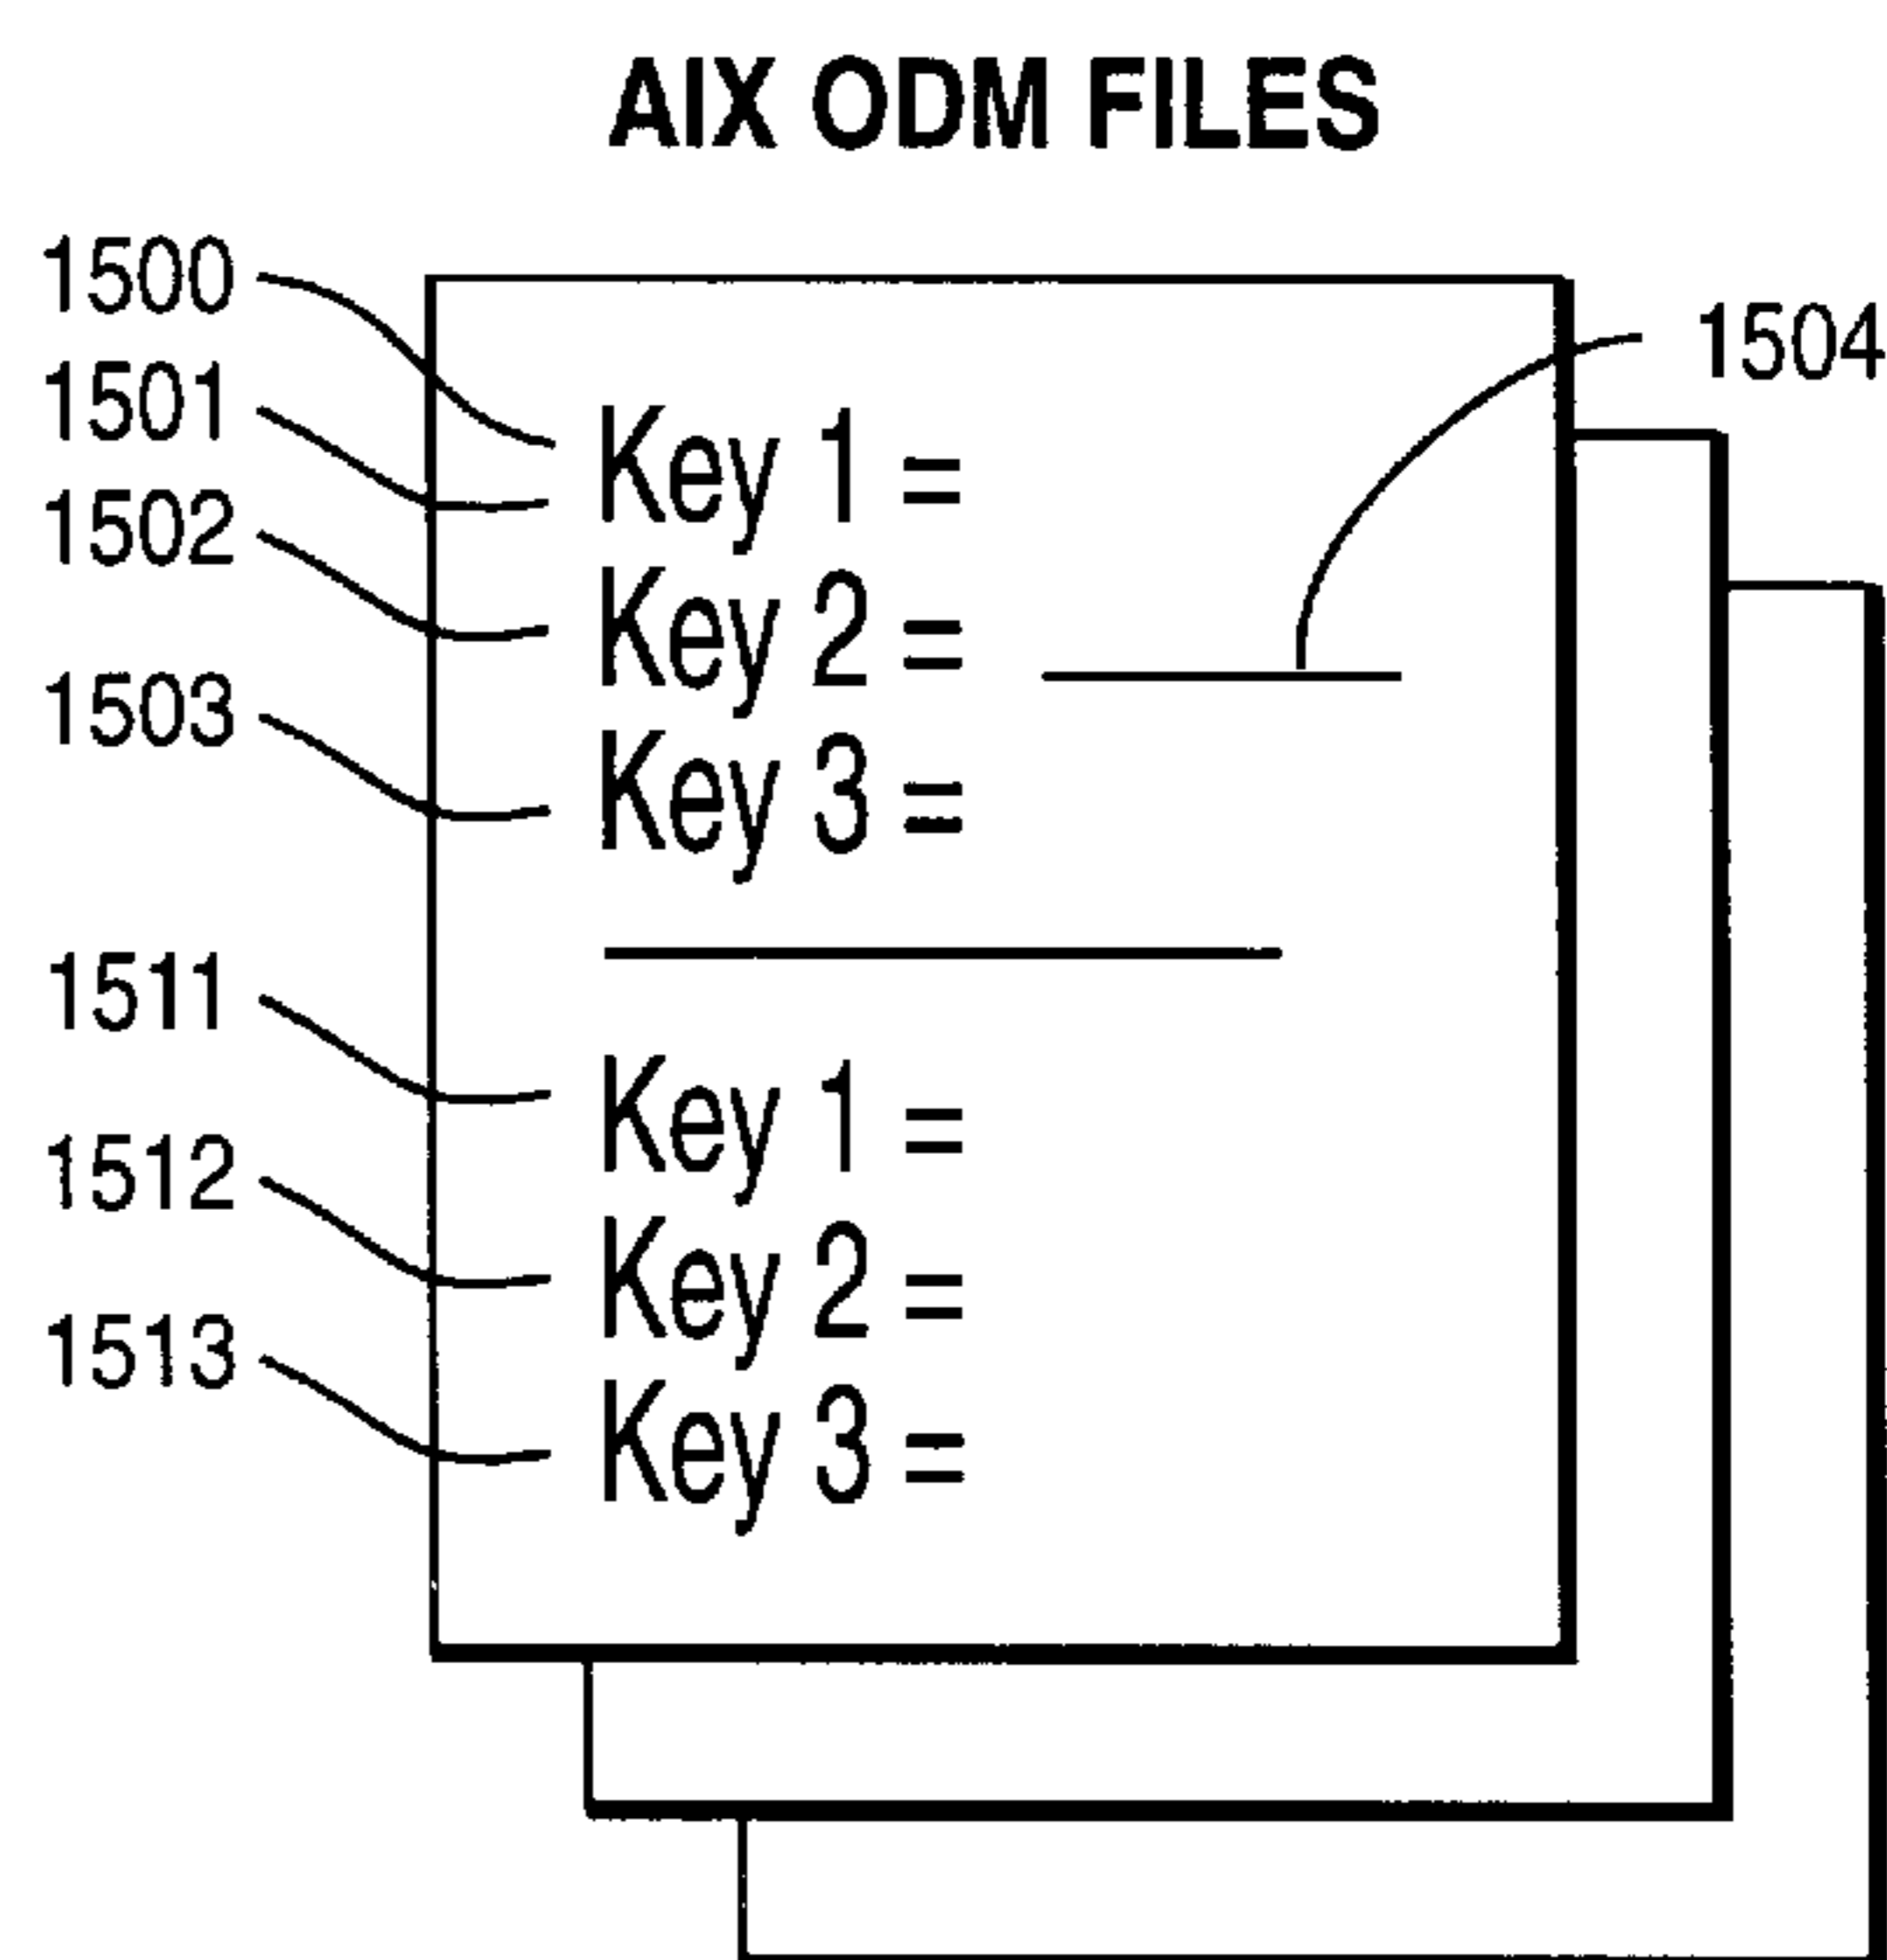 AIX ODM FILES
1500
1504
1501
Key 1 =
1502
Key 2 =
1503
Key 3 =
1511
Key 1 =
1512
Key 2 =
1513
Key 3 =